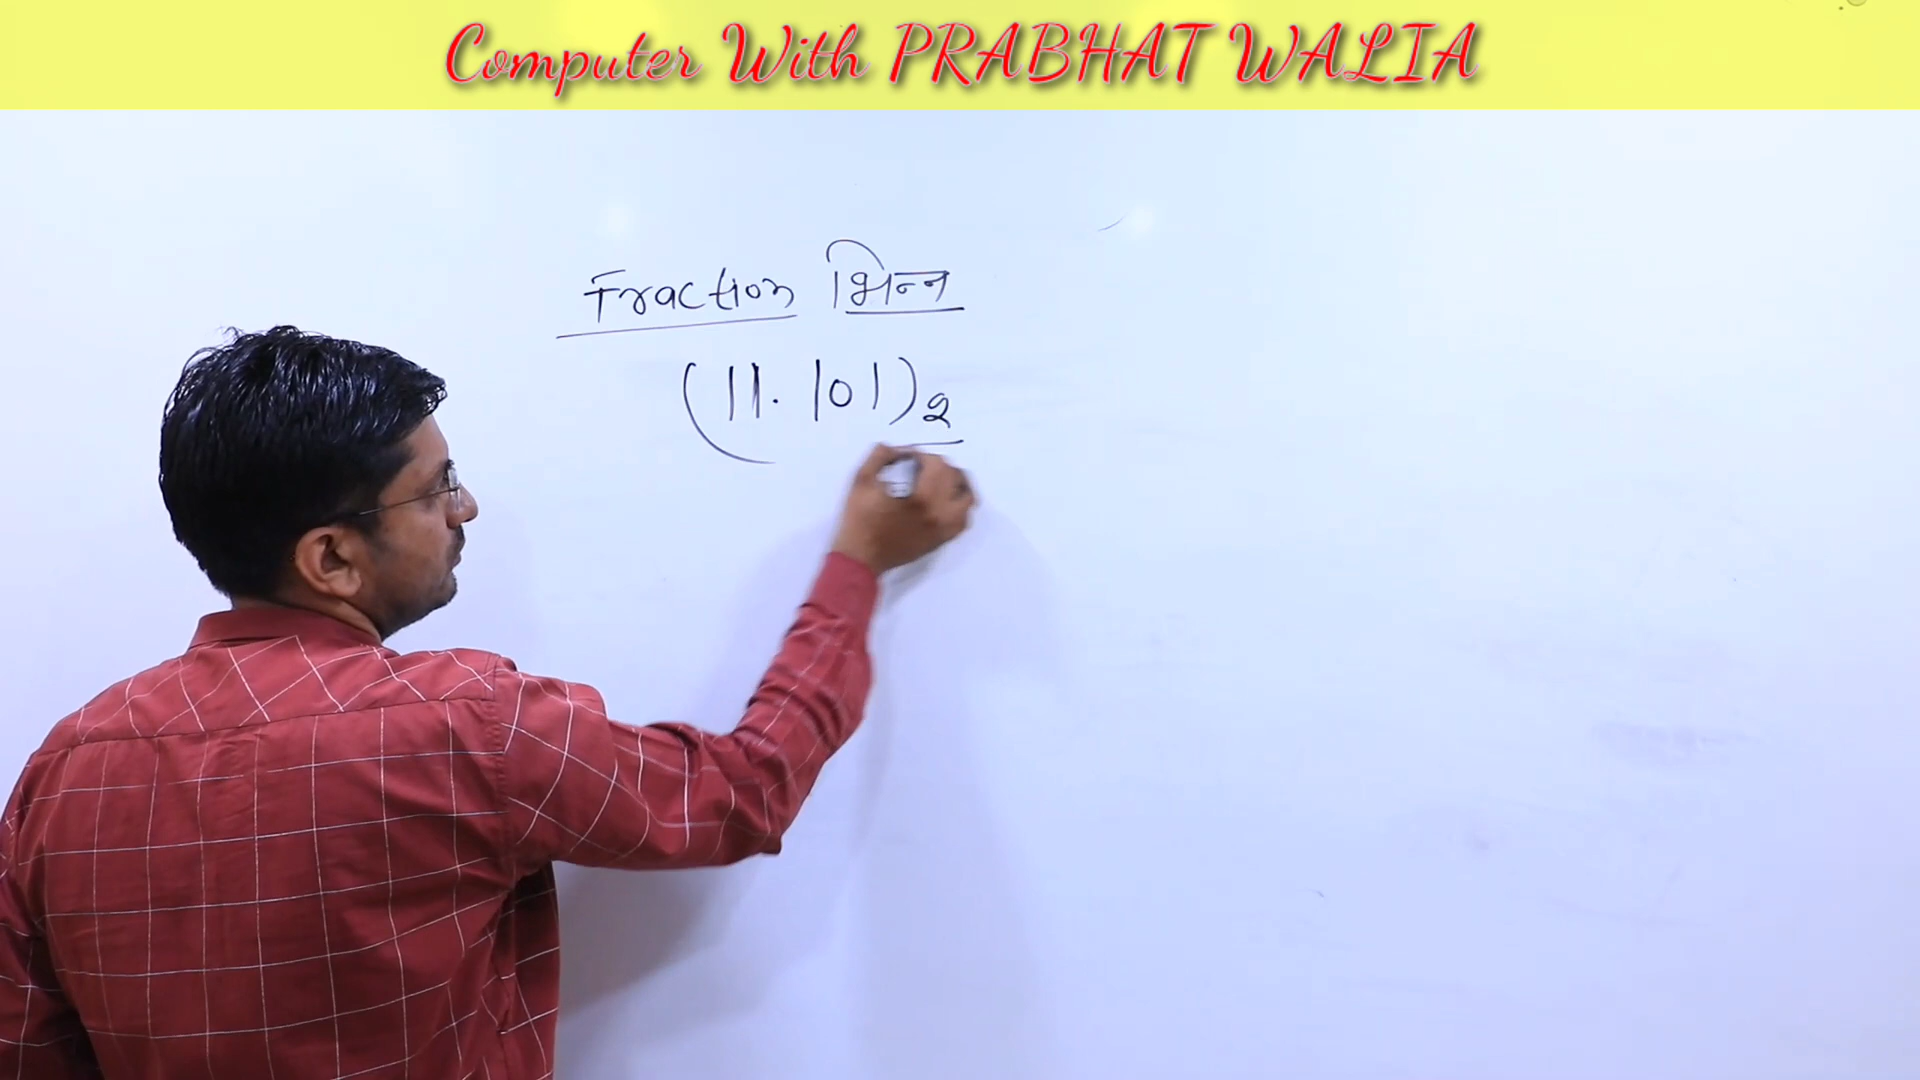 Computer With PRABHAT WALIA
Fraction भिन्न
(11.101)2